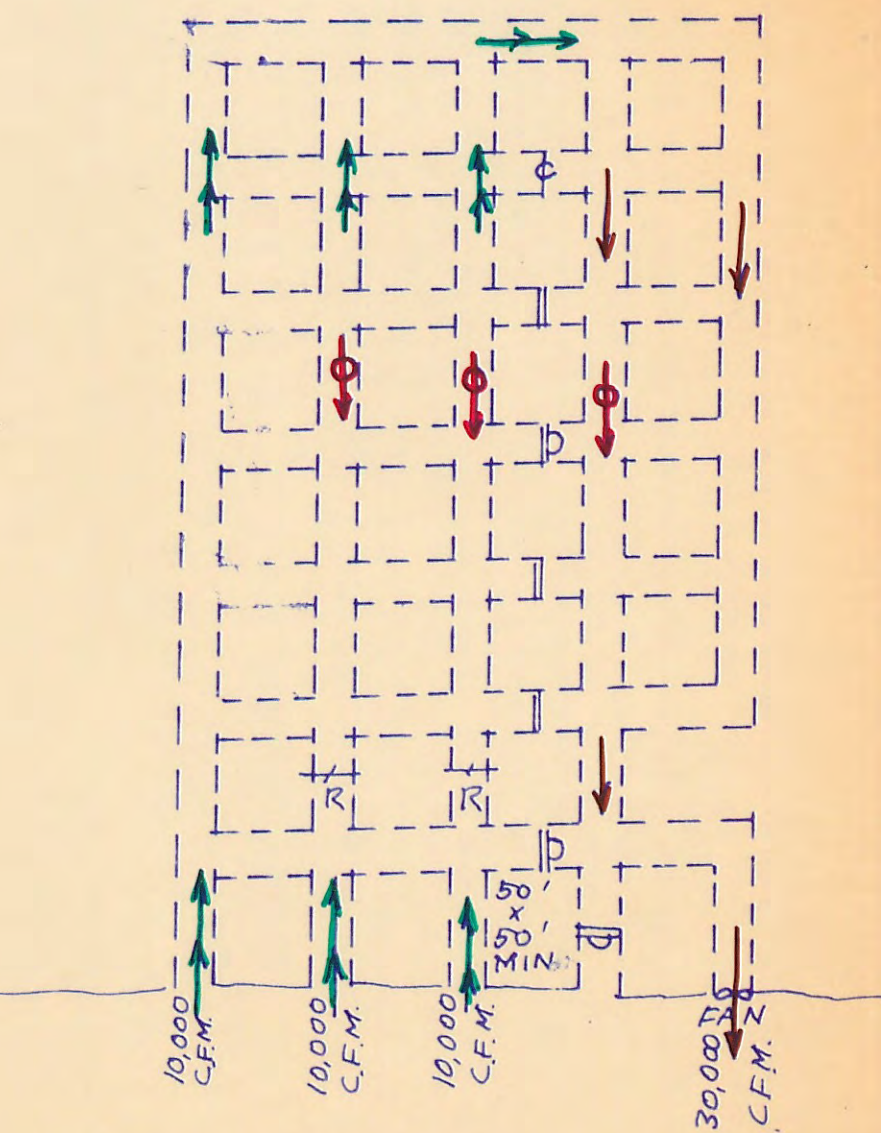 C
D
R
R
D
50'
x
50'
MIN.
D
10,000
C.F.M.
10,000
C.F.M.
10,000
C.F.M.
FAN
30,000
C.F.M.